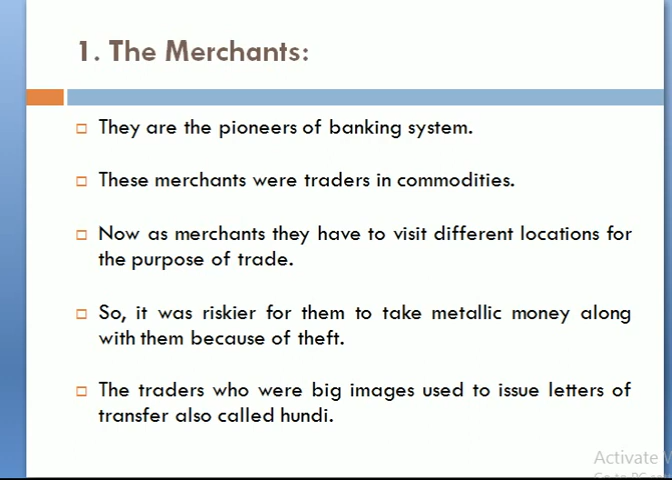 1. The Merchants:
They are the pioneers of banking system.
These merchants were traders in commodities.
Now as merchants they have to visit different locations for
the purpose of trade.
So, it was riskier for them to take metallic money along
with them because of theft.
The traders who were big images used to issue letters of
transfer also called hundi.
Activate W